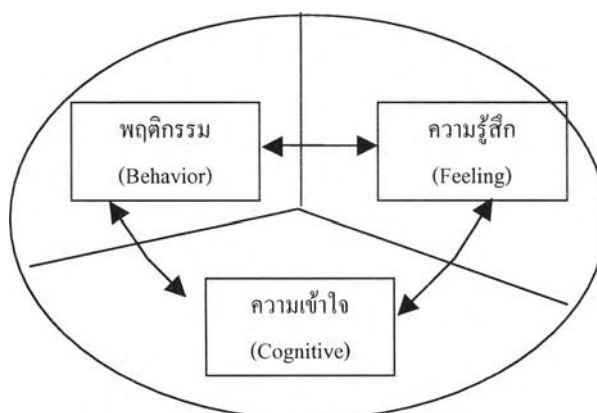 พฤติกรรม
(Behavior)
ความรู้สึก
(Feeling)
ความเข้าใจ
(Cognitive)